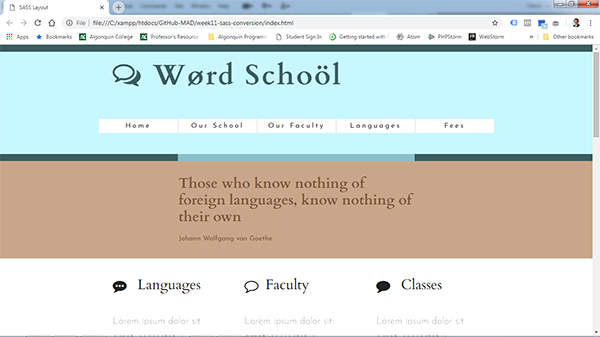 SASS Layout
File | file:///C:/xampp/htdocs/GitHub-MAD/week11-sass-conversion/index.html
Apps Bookmarks Algonquin College Professor's Resource Algonquin Program Student Sign In Getting started with Atom PHPStorm WebStorm Other bookmarks
Wørd Schoöl
Home Our School Our Faculty Languages Fees
Those who know nothing of
foreign languages, know nothing of
their own
Johann Wolfgang von Goethe
Languages Faculty Classes
Lorem ipsum dolor sit Lorem ipsum dolor sit Lorem ipsum dolor sit